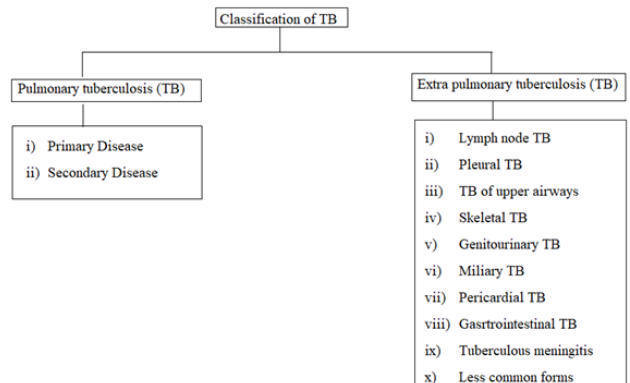 Classification of TB
Pulmonary tuberculosis (TB)
i) Primary Disease
ii) Secondary Disease
Extra pulmonary tuberculosis (TB)
i) Lymph node TB
ii) Pleural TB
iii) TB of upper airways
iv) Skeletal TB
v) Genitourinary TB
vi) Miliary TB
vii) Pericardial TB
viii) Gasrtrointestinal TB
ix) Tuberculous meningitis
x) Less common forms